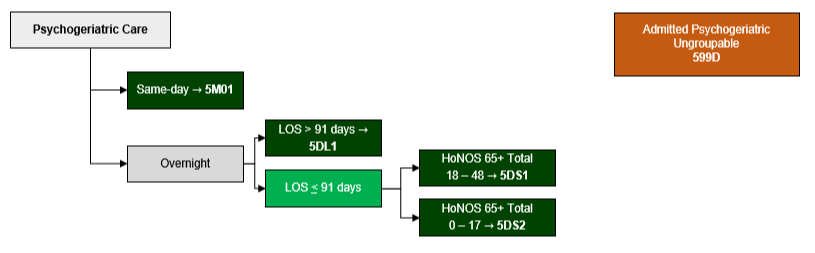 Psychogeriatric Care
Admitted Psychogeriatric
Ungroupable
599D
Same-day → 5M01
LOS > 91 days →
5DL1
Overnight
LOS ≤ 91 days
HoNOS 65+ Total
18 – 48 → 5DS1
HoNOS 65+ Total
0 – 17 → 5DS2